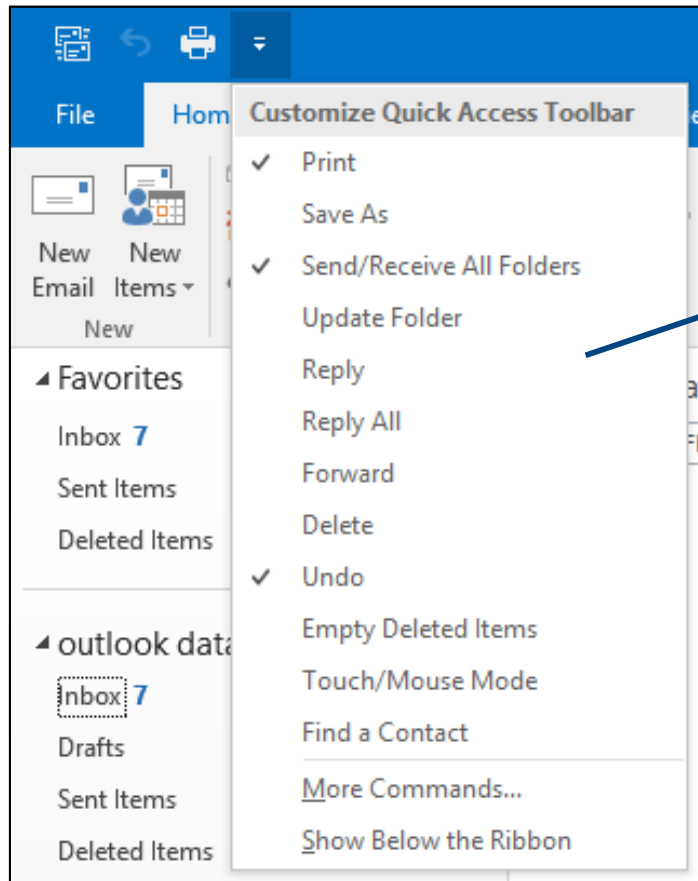 File
Hom
Customize Quick Access Toolbar
Print
Save As
Send/Receive All Folders
Update Folder
Reply
Reply All
Forward
Delete
Undo
Empty Deleted Items
Touch/Mouse Mode
Find a Contact
More Commands...
Show Below the Ribbon
New
Email
New
Items
New
Favorites
Inbox 7
Sent Items
Deleted Items
outlook data
Inbox 7
Drafts
Sent Items
Deleted Items